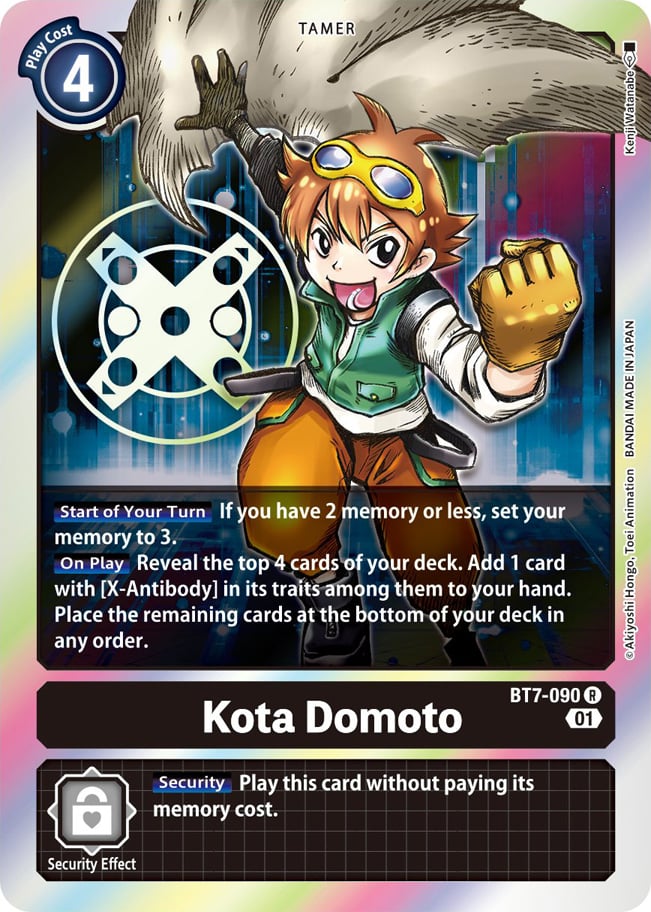 Play Cost
4
TAMER
Kenji Watanabe
Start of Your Turn If you have 2 memory or less, set your
memory to 3.
On Play Reveal the top 4 cards of your deck. Add 1 card
with [X-Antibody] in its traits among them to your hand.
Place the remaining cards at the bottom of your deck in
any order.
©Akiyoshi Hongo, Toei Animation BANDAI MADE IN JAPAN
BT7-090 R
01
Kota Domoto
Security Play this card without paying its
memory cost.
Security Effect